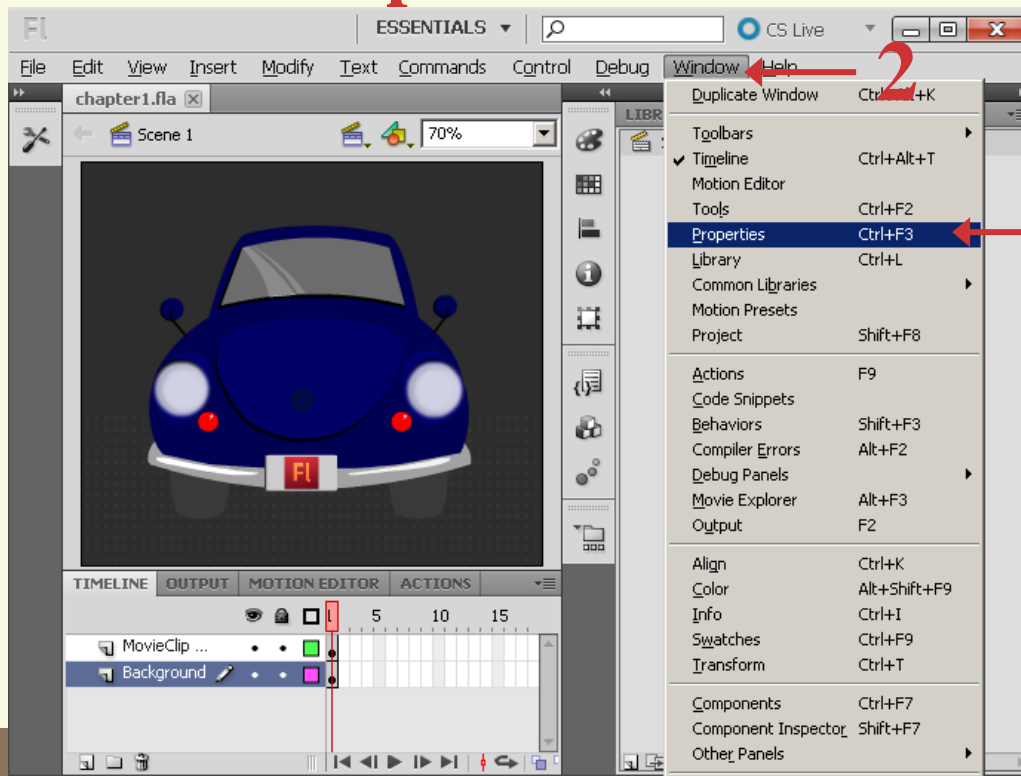 Fl ESSENTIALS CS Live
File Edit View Insert Modify Text Commands Control Debug Window Help
2
chapter1.fla
Scene 1 70%
Fl
TIMELINE OUTPUT MOTION EDITOR ACTIONS
1 5 10 15
MovieClip ...
Background
LIBR
Duplicate Window
Toolbars
Timeline Ctrl+Alt+T
Motion Editor
Tools Ctrl+F2
Properties Ctrl+F3
Library Ctrl+L
Common Libraries
Motion Presets
Project Shift+F8
Actions F9
Code Snippets
Behaviors Shift+F3
Compiler Errors Alt+F2
Debug Panels
Movie Explorer Alt+F3
Output F2
Align Ctrl+K
Color Alt+Shift+F9
Info Ctrl+I
Swatches Ctrl+F9
Transform Ctrl+T
Components Ctrl+F7
Component Inspector Shift+F7
Other Panels